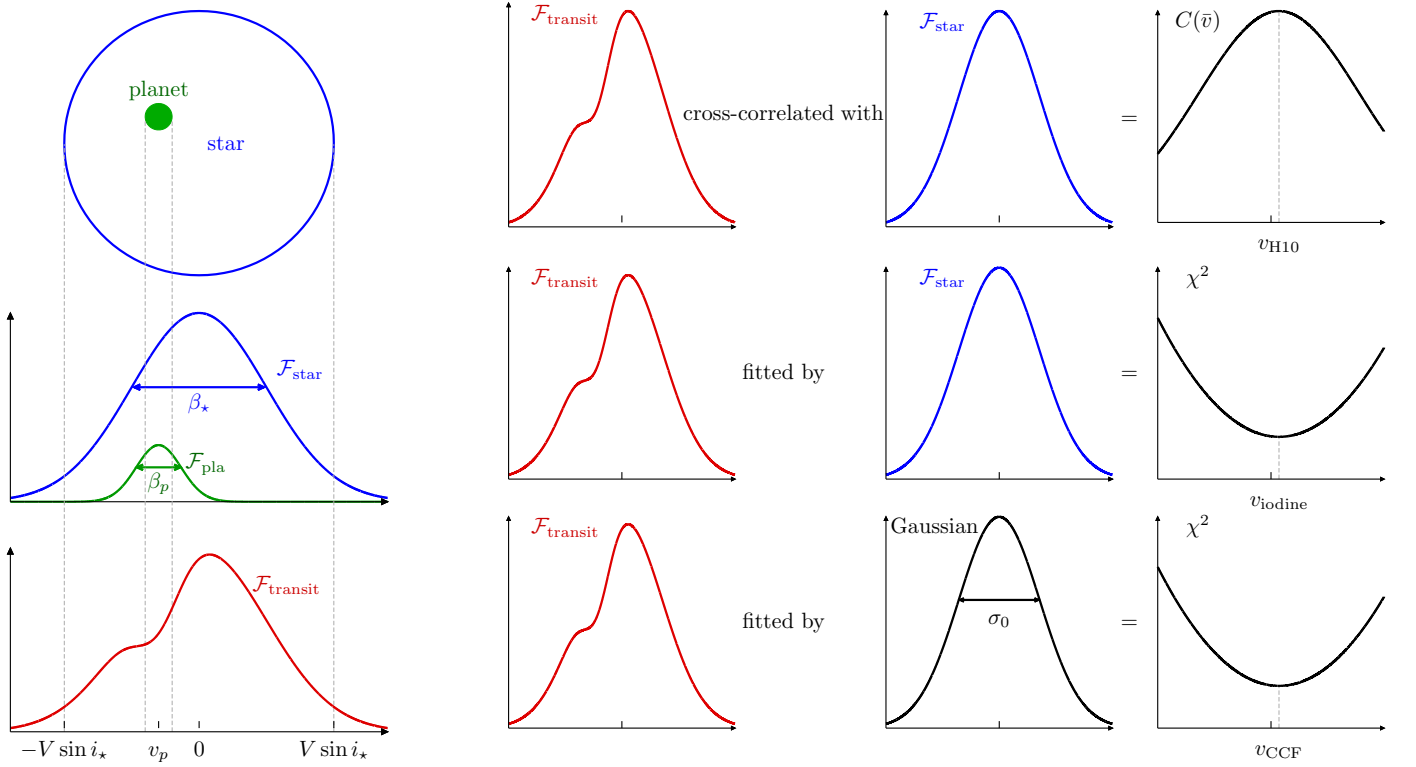 planet
star
𝓕_star
β_⋆
𝓕_pla
β_p
𝓕_transit
−V sin i_⋆ v_p 0 V sin i_⋆
𝓕_transit cross-correlated with 𝓕_star = C(v̄)
v_H10
𝓕_transit fitted by 𝓕_star = χ²
v_iodine
𝓕_transit fitted by Gaussian σ₀ = χ²
v_CCF